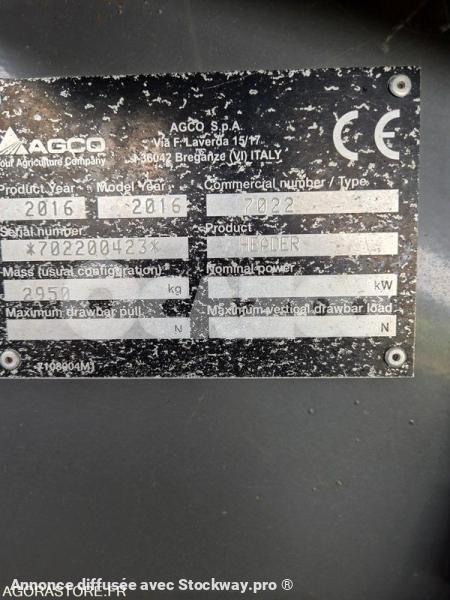 AGCO
our Agriculture Company
AGCO S.p.A.
Via F. Laverda 15/17
I-36042 Breganze (VI) ITALY
CE
Product Year Model Year Commercial number / Type
2016 2016 7022
Serial number Product
*702200423* HEADER
Mass (usual configuration) Nominal power
2950 kg kW
Maximum drawbar pull Maximum vertical drawbar load
N N
Annonce diffusée avec Stockway.pro ®
AGORASTORE.FR